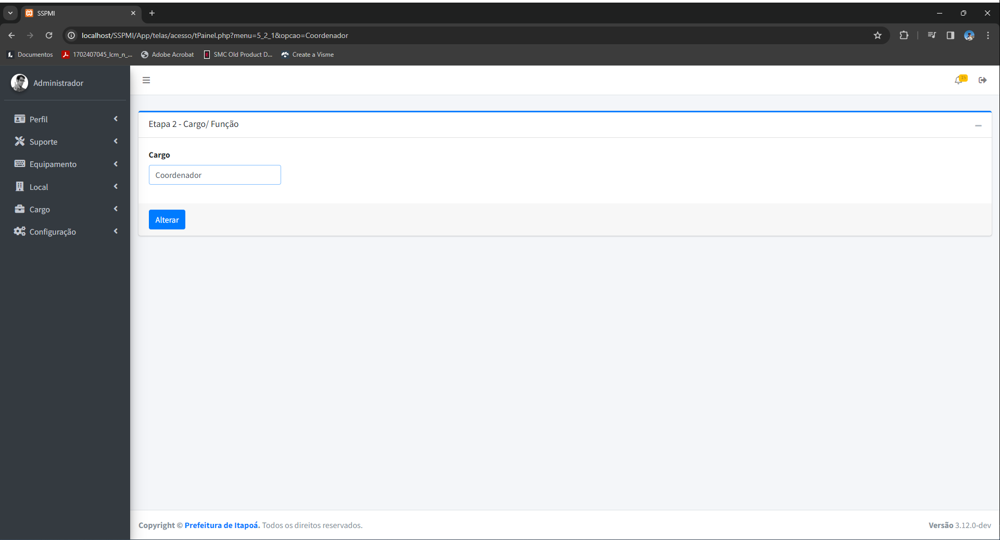 SSPMI
localhost/SSPMI/App/telas/acesso/tPainel.php?menu=5_2_1&opcao=Coordenador
Documentos
1702407045_lcm_n_...
Adobe Acrobat
SMC Old Product D...
Create a Visme
Administrador
15
Perfil
Suporte
Equipamento
Local
Cargo
Configuração
Etapa 2 - Cargo/ Função
Cargo
Coordenador
Alterar
Copyright © Prefeitura de Itapoá. Todos os direitos reservados.
Versão 3.12.0-dev